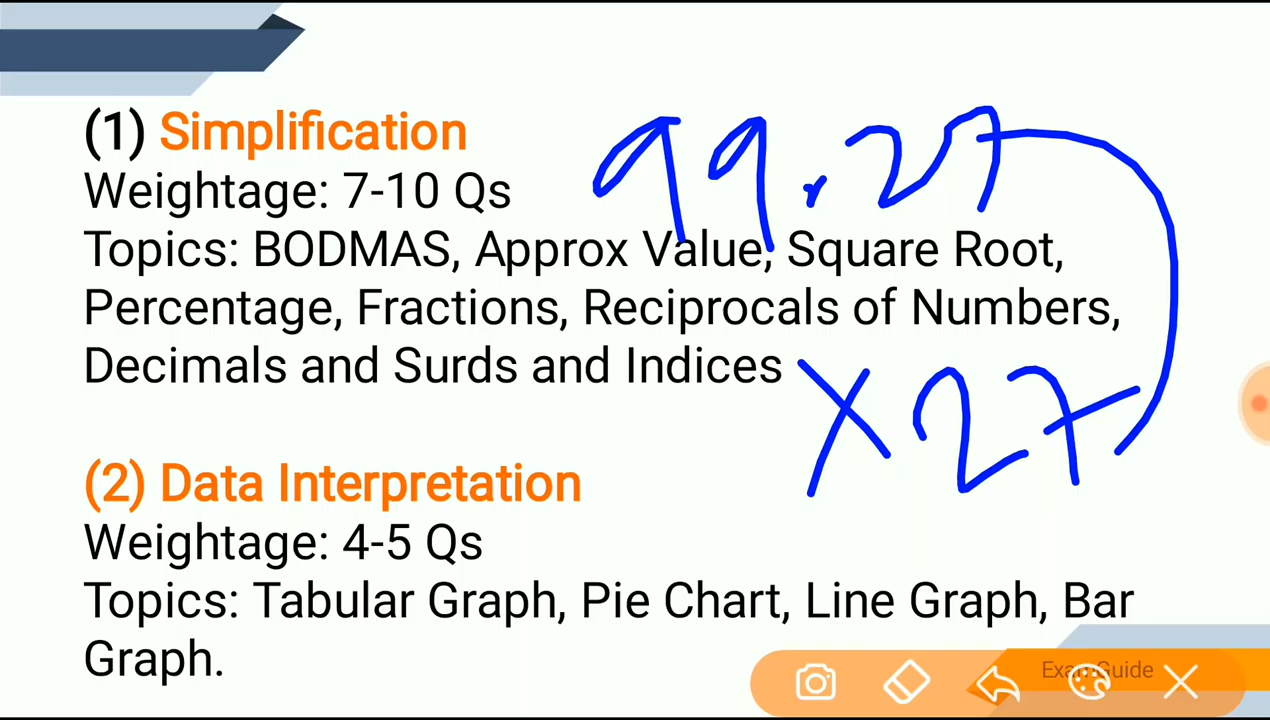 (1) Simplification
99.27
Weightage: 7-10 Qs
Topics: BODMAS, Approx Value, Square Root,
Percentage, Fractions, Reciprocals of Numbers,
Decimals and Surds and Indices
×27
(2) Data Interpretation
Weightage: 4-5 Qs
Topics: Tabular Graph, Pie Chart, Line Graph, Bar
Graph.
ExamGuide